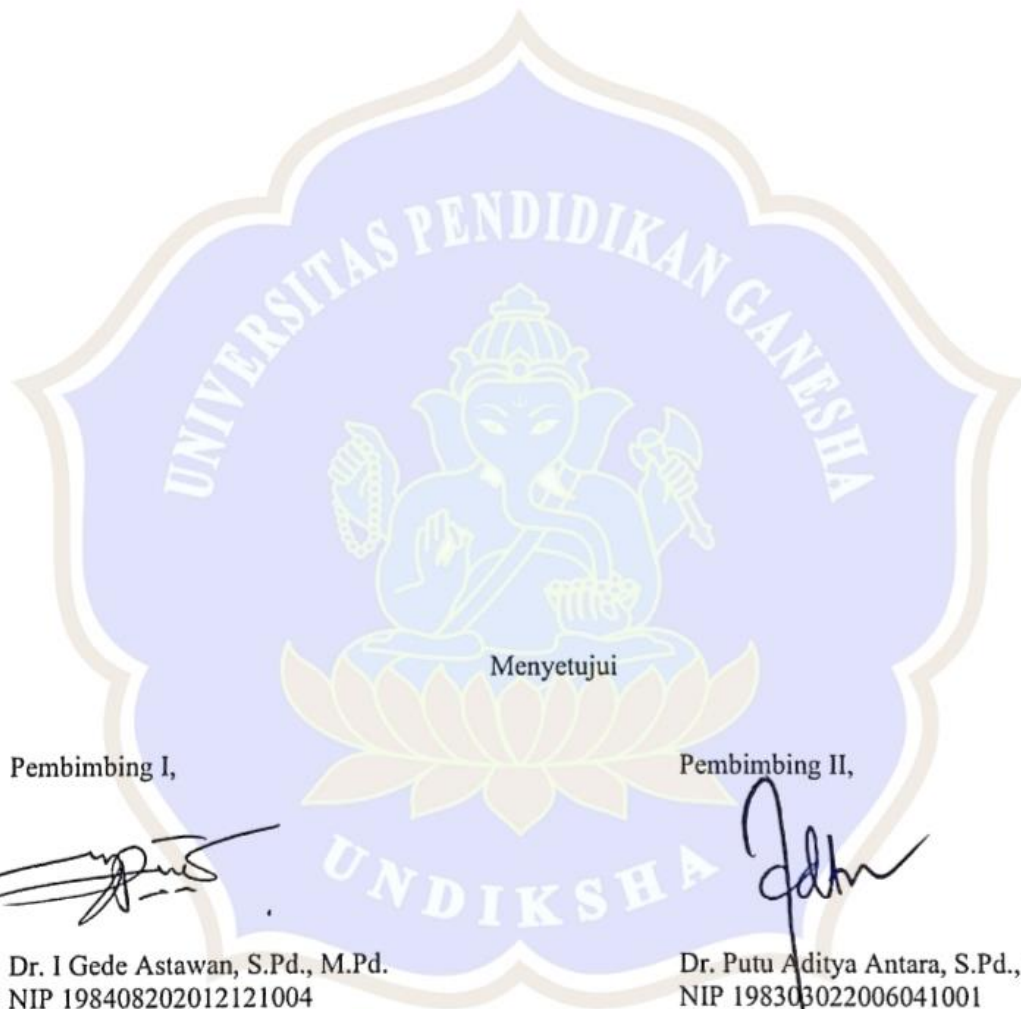 UNIVERSITAS PENDIDIKAN GANESHA
Menyetujui
Pembimbing I,
Pembimbing II,
UNDIKSHA
Dr. I Gede Astawan, S.Pd., M.Pd.
NIP 198408202012121004
Dr. Putu Aditya Antara, S.Pd.,
NIP 198303022006041001